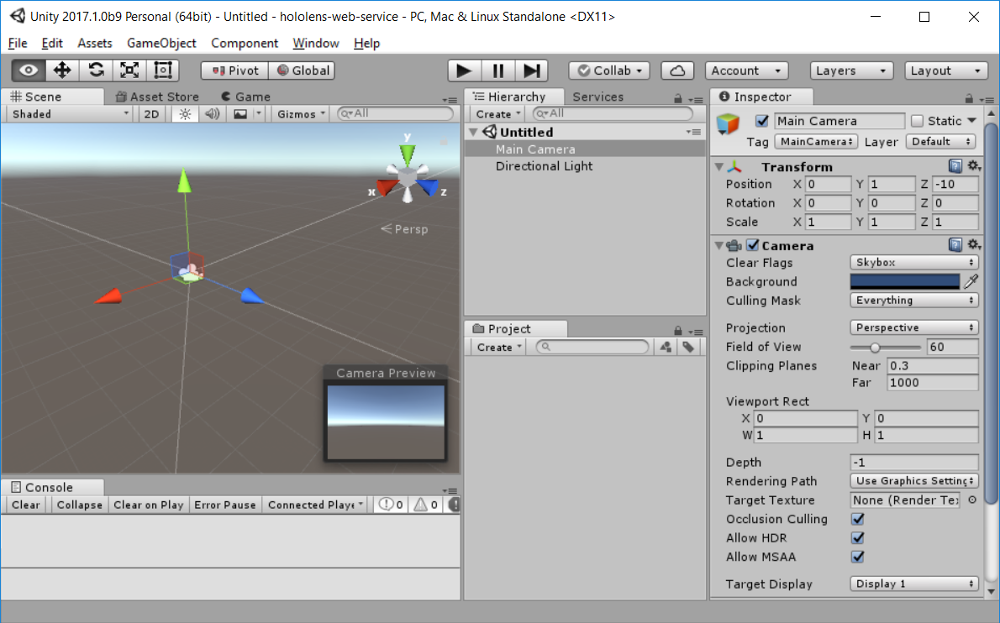 Unity 2017.1.0b9 Personal (64bit) - Untitled - hololens-web-service - PC, Mac & Linux Standalone <DX11>
File Edit Assets GameObject Component Window Help
Pivot Global Collab Account Layers Layout
Scene Asset Store Game
Shaded 2D Gizmos All
y
x z
Persp
Camera Preview
Console
Clear Collapse Clear on Play Error Pause Connected Playe 0 0
Hierarchy Services
Create All
Untitled
Main Camera
Directional Light
Project
Create
Inspector
Main Camera Static
Tag MainCamera Layer Default
Transform
Position X 0 Y 1 Z -10
Rotation X 0 Y 0 Z 0
Scale X 1 Y 1 Z 1
Camera
Clear Flags Skybox
Background
Culling Mask Everything
Projection Perspective
Field of View 60
Clipping Planes Near 0.3
Far 1000
Viewport Rect
X 0 Y 0
W 1 H 1
Depth -1
Rendering Path Use Graphics Setting
Target Texture None (Render Te
Occlusion Culling
Allow HDR
Allow MSAA
Target Display Display 1